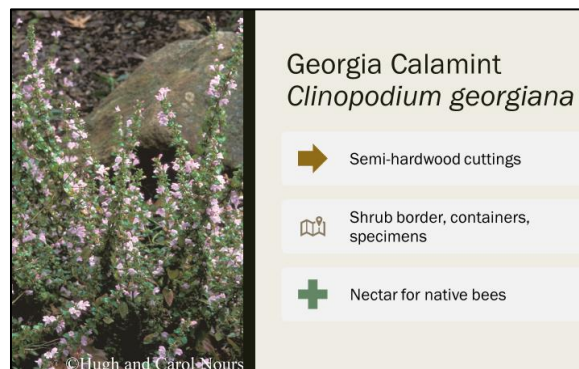 Georgia Calamint
Clinopodium georgiana
Semi-hardwood cuttings
Shrub border, containers,
specimens
Nectar for native bees
©Hugh and Carol Nours